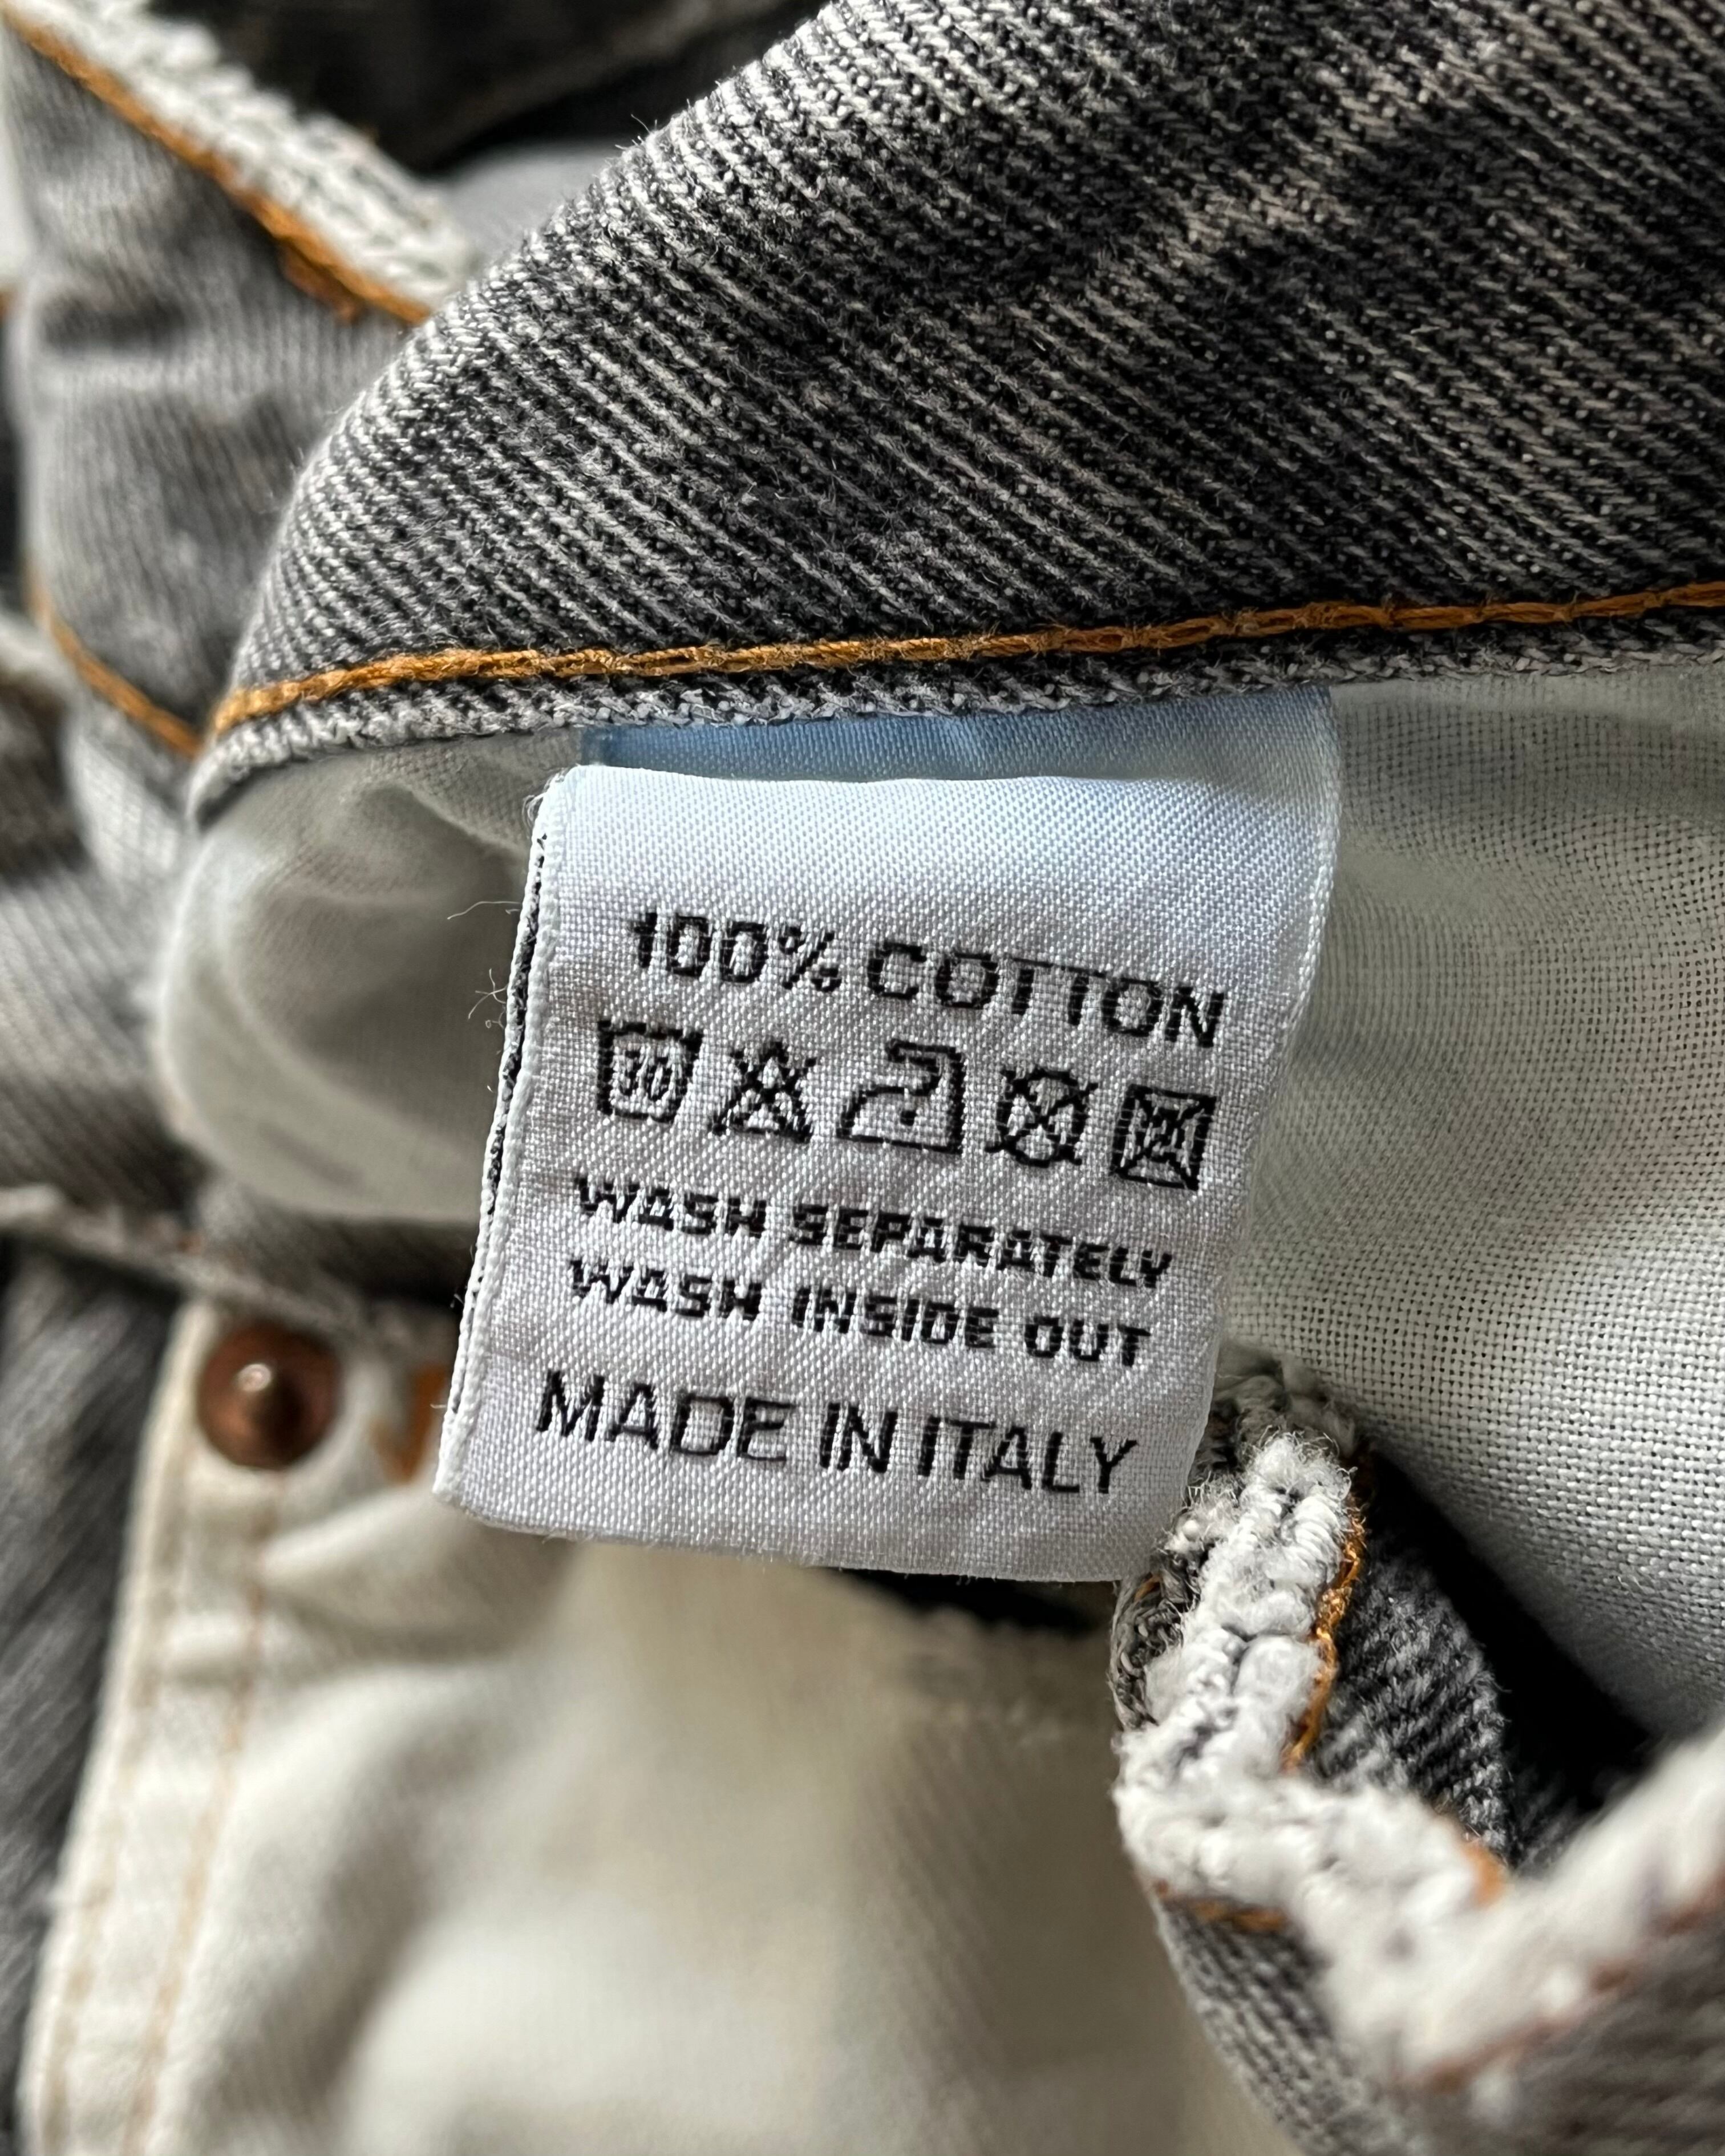 100% COTTON
30
WASH SEPARATELY
WASH INSIDE OUT
MADE IN ITALY